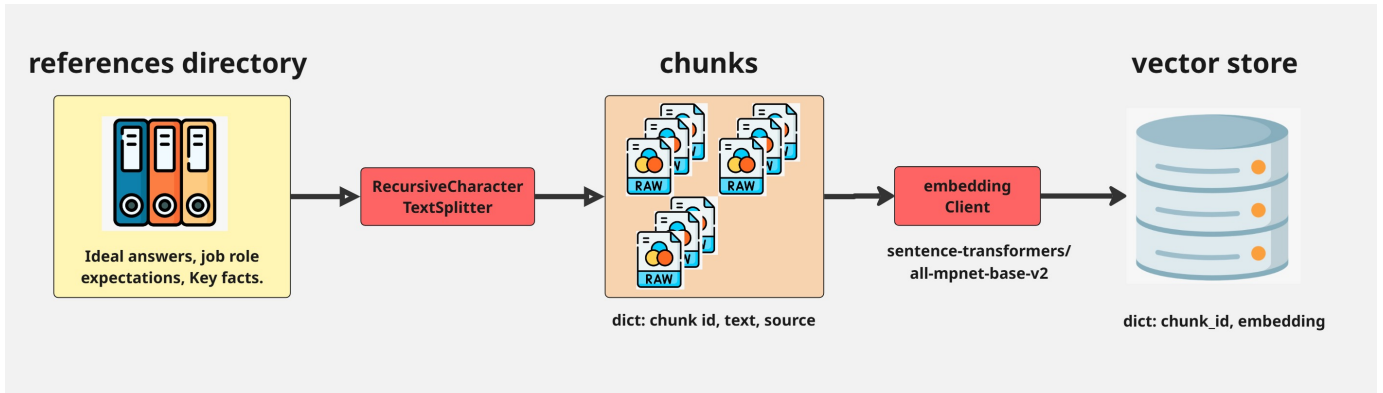 references directory
chunks
vector store
RecursiveCharacter
TextSplitter
embedding
Client
RAW
RAW
RAW
Ideal answers, job role
expectations, Key facts.
sentence-transformers/
all-mpnet-base-v2
dict: chunk id, text, source
dict: chunk_id, embedding